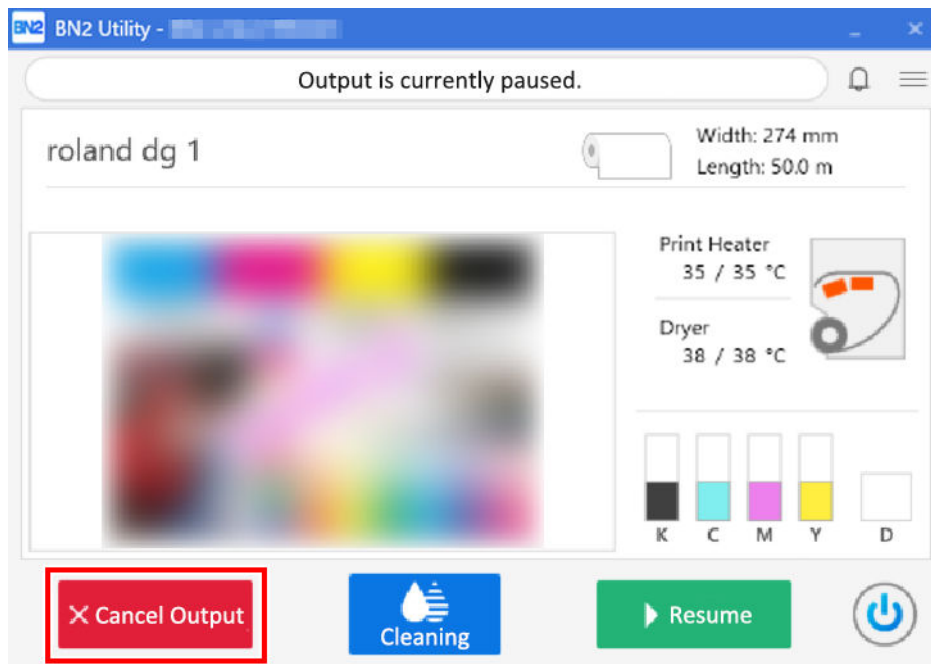 BN2 BN2 Utility -
Output is currently paused.
roland dg 1
Width: 274 mm
Length: 50.0 m
Print Heater
35 / 35 °C
Dryer
38 / 38 °C
K C M Y D
Cancel Output
Cleaning
Resume